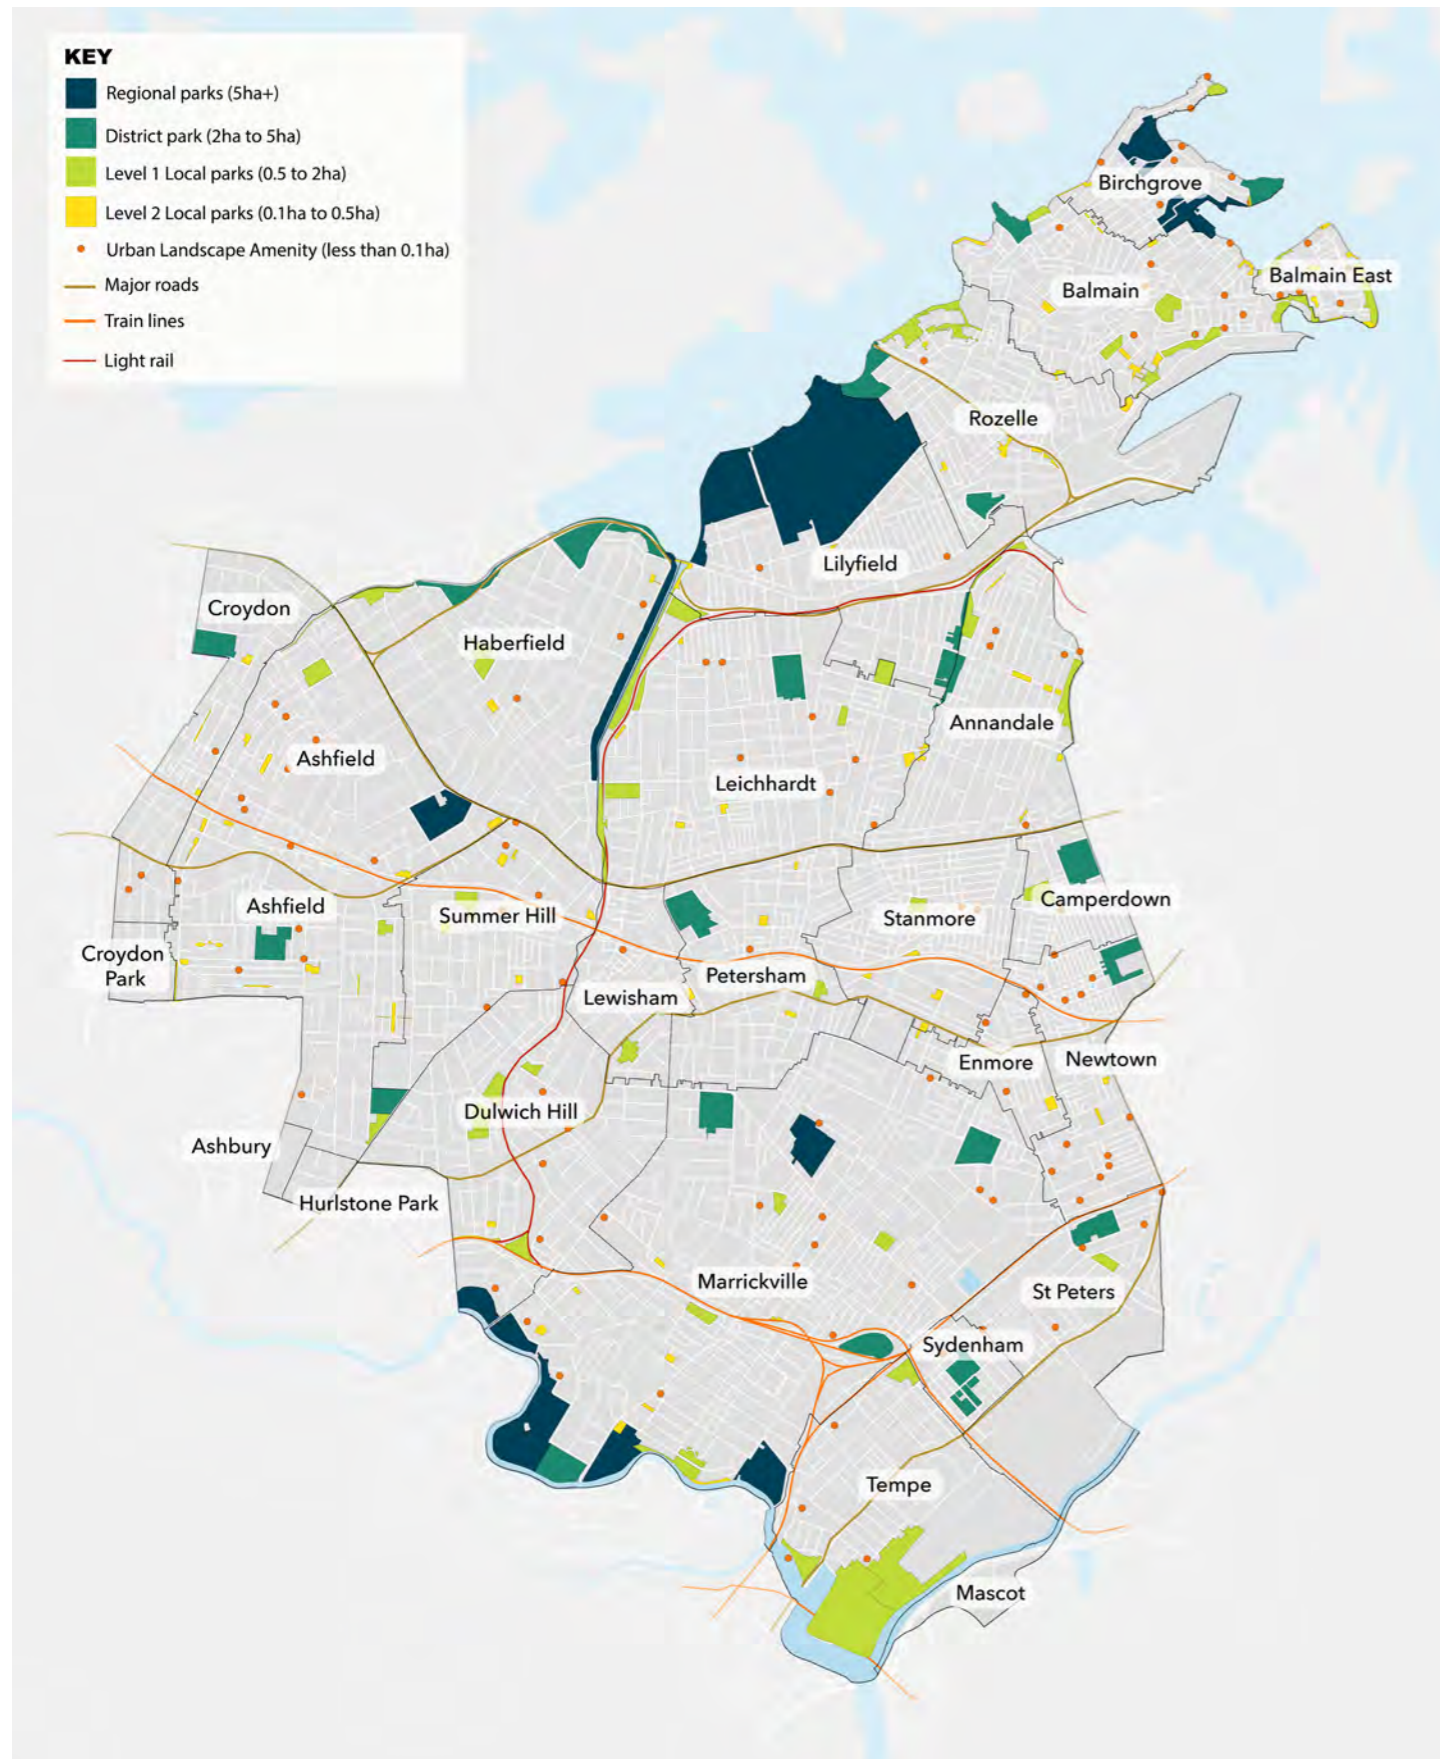 KEY
Regional parks (5ha+)
District park (2ha to 5ha)
Level 1 Local parks (0.5 to 2ha)
Level 2 Local parks (0.1ha to 0.5ha)
Urban Landscape Amenity (less than 0.1ha)
Major roads
Train lines
Light rail
Birchgrove
Balmain East
Balmain
Rozelle
Lilyfield
Croydon
Haberfield
Annandale
Ashfield
Leichhardt
Camperdown
Ashfield
Summer Hill
Stanmore
Croydon
Park
Petersham
Lewisham
Enmore
Newtown
Dulwich Hill
Ashbury
Hurlstone Park
Marrickville
St Peters
Sydenham
Tempe
Mascot